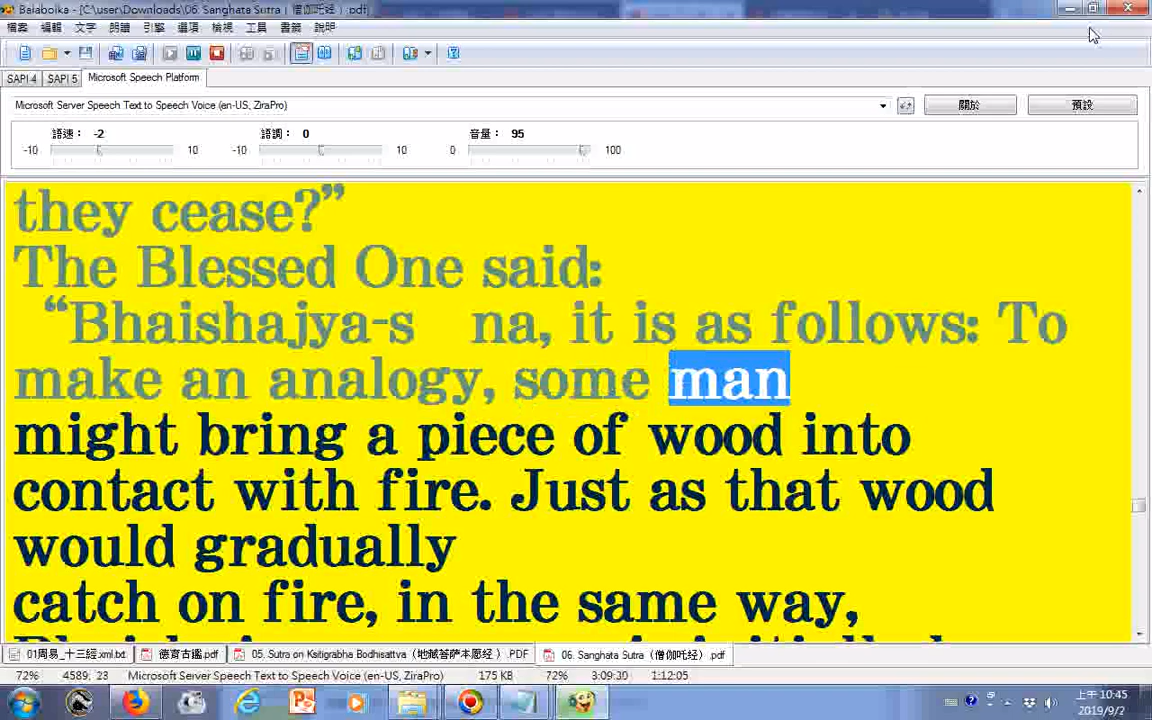 Balabolka - [C:\user\Downloads\06. Sanghata Sutra（僧伽吒经）.pdf]
檔案 編輯 文字 朗讀 引擎 選項 檢視 工具 書籤 說明
SAPI 4 SAPI 5 Microsoft Speech Platform
Microsoft Server Speech Text to Speech Voice (en-US, ZiraPro) 關於 預設
語速： -2 語調： 0 音量： 95
-10 10 -10 10 0 100
they cease?”
The Blessed One said:
“Bhaishajya-s na, it is as follows: To
make an analogy, some man
might bring a piece of wood into
contact with fire. Just as that wood
would gradually
catch on fire, in the same way,
01周易_十三經.xml.txt 德育古鑑.pdf 05. Sutra on Ksitigrabha Bodhisattva（地藏菩萨本愿经）.PDF 06. Sanghata Sutra（僧伽吒经）.pdf
72% 4589, 23 Microsoft Server Speech Text to Speech Voice (en-US, ZiraPro) 175 KB 72% 3:09:30 1:12:05
上午 10:45
2019/9/2